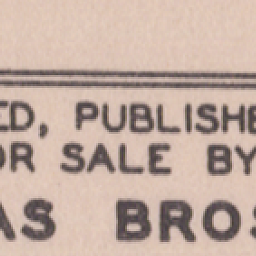 ED, PUBLISHE
OR SALE BY
AS BROS